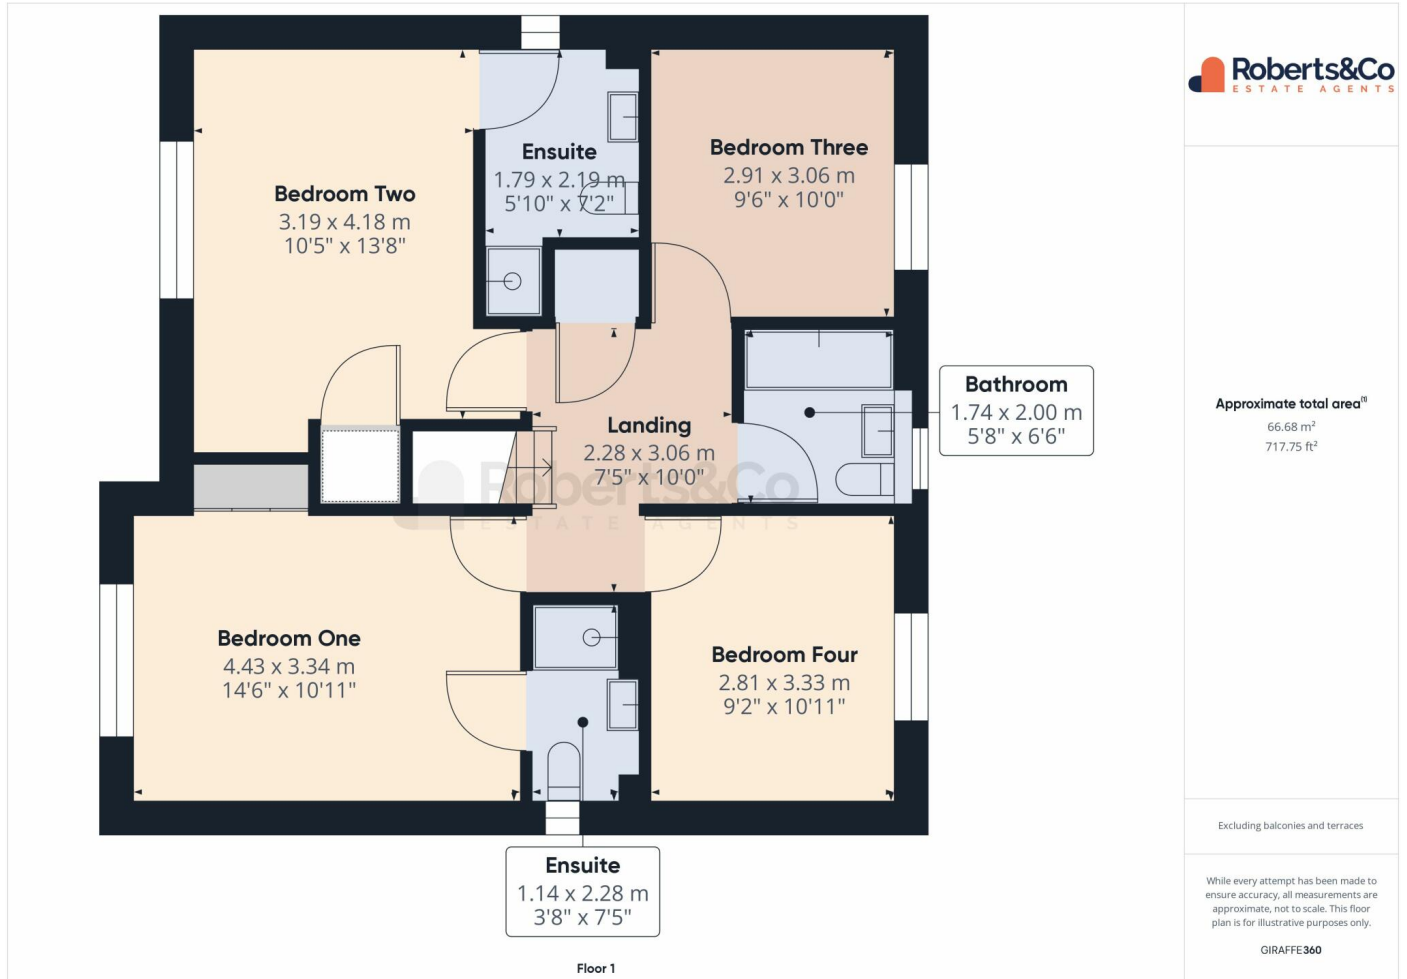 Bedroom Two
3.19 x 4.18 m
10'5" x 13'8"
Ensuite
1.79 x 2.19 m
5'10" x 7'2"
Bedroom Three
2.91 x 3.06 m
9'6" x 10'0"
Landing
2.28 x 3.06 m
7'5" x 10'0"
Bathroom
1.74 x 2.00 m
5'8" x 6'6"
Roberts&Co
ESTATE AGENTS
Bedroom One
4.43 x 3.34 m
14'6" x 10'11"
Bedroom Four
2.81 x 3.33 m
9'2" x 10'11"
Ensuite
1.14 x 2.28 m
3'8" x 7'5"
Floor 1
Roberts&Co
ESTATE AGENTS
Approximate total area(1)
66.68 m²
717.75 ft²
Excluding balconies and terraces
While every attempt has been made to
ensure accuracy, all measurements are
approximate, not to scale. This floor
plan is for illustrative purposes only.
GIRAFFE360